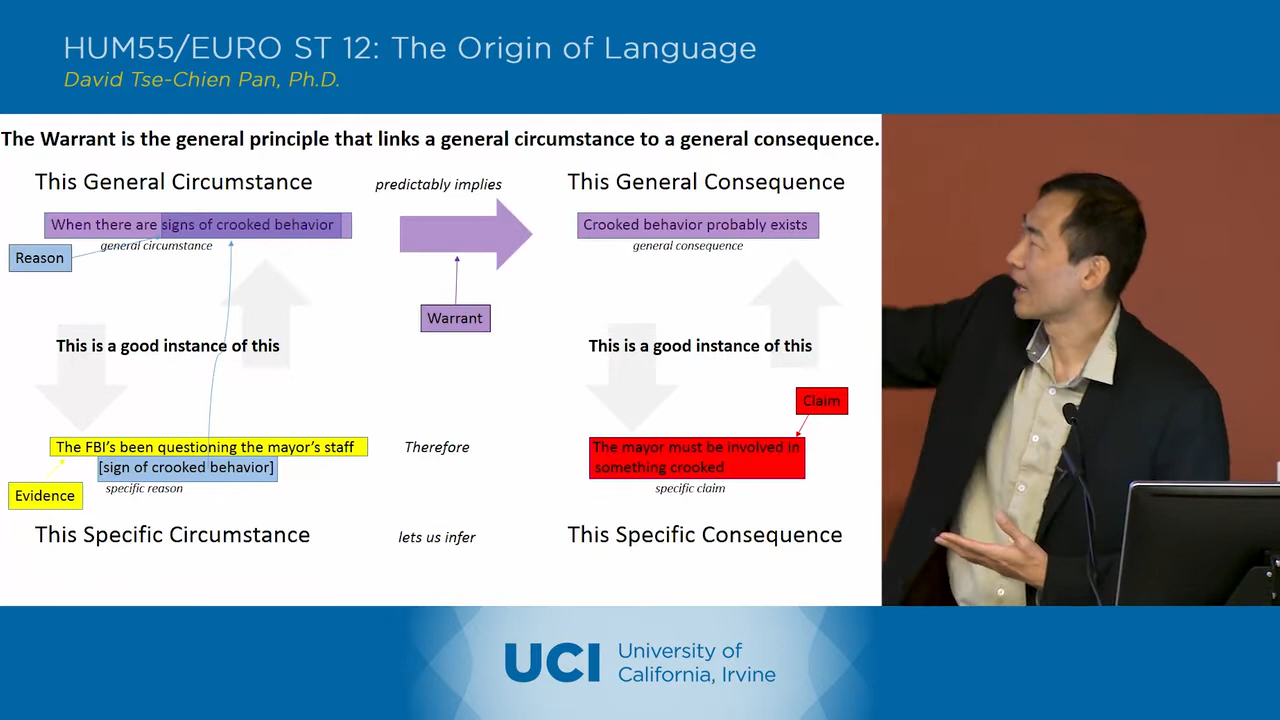 HUM55/EURO ST 12: The Origin of Language
David Tse-Chien Pan, Ph.D.
The Warrant is the general principle that links a general circumstance to a general consequence.
This General Circumstance
predictably implies
This General Consequence
When there are signs of crooked behavior
Crooked behavior probably exists
general circumstance
general consequence
Reason
Warrant
This is a good instance of this
This is a good instance of this
Claim
The FBI's been questioning the mayor's staff
Therefore
The mayor must be involved in
something crooked
[sign of crooked behavior]
specific reason
specific claim
Evidence
This Specific Circumstance
lets us infer
This Specific Consequence
UCI
University of
California, Irvine